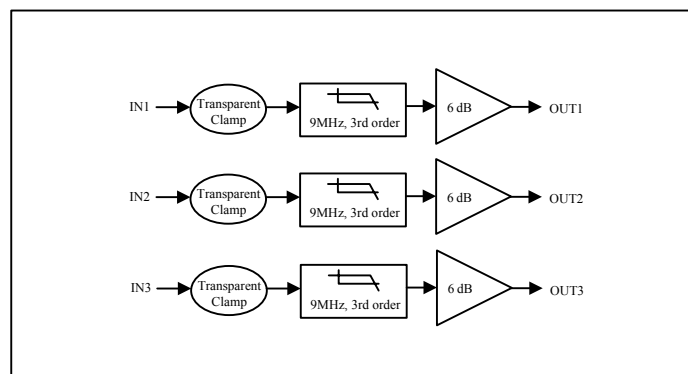 IN1
Transparent
Clamp
9MHz, 3rd order
6 dB
OUT1
IN2
Transparent
Clamp
9MHz, 3rd order
6 dB
OUT2
IN3
Transparent
Clamp
9MHz, 3rd order
6 dB
OUT3